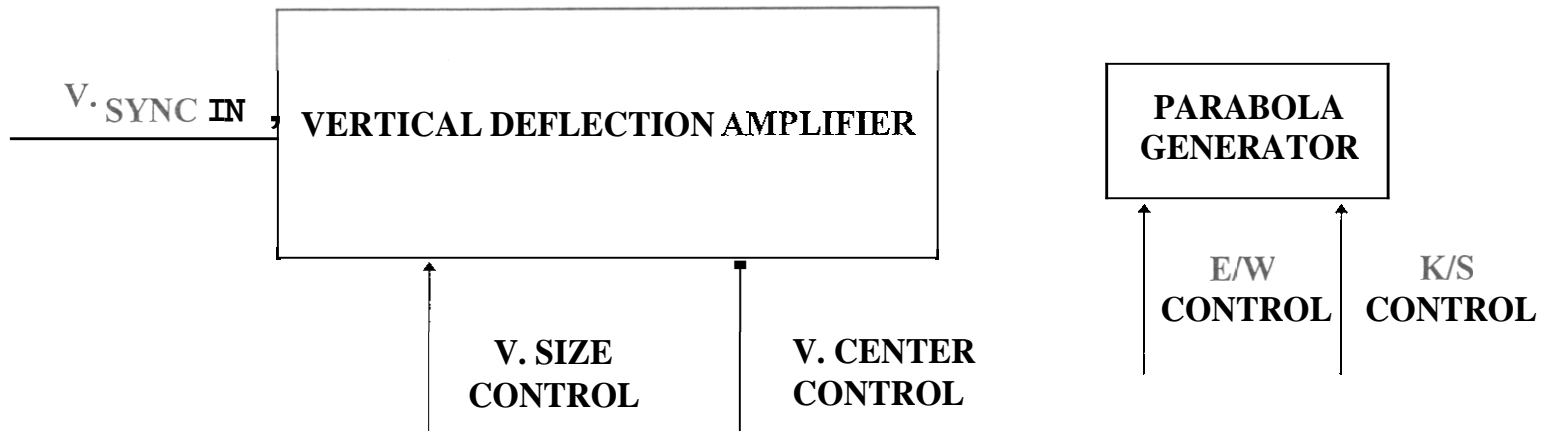 V. SYNC IN ,
VERTICAL DEFLECTION AMPLIFIER
PARABOLA
GENERATOR
V. SIZE
CONTROL
V. CENTER
CONTROL
E/W
CONTROL
K/S
CONTROL